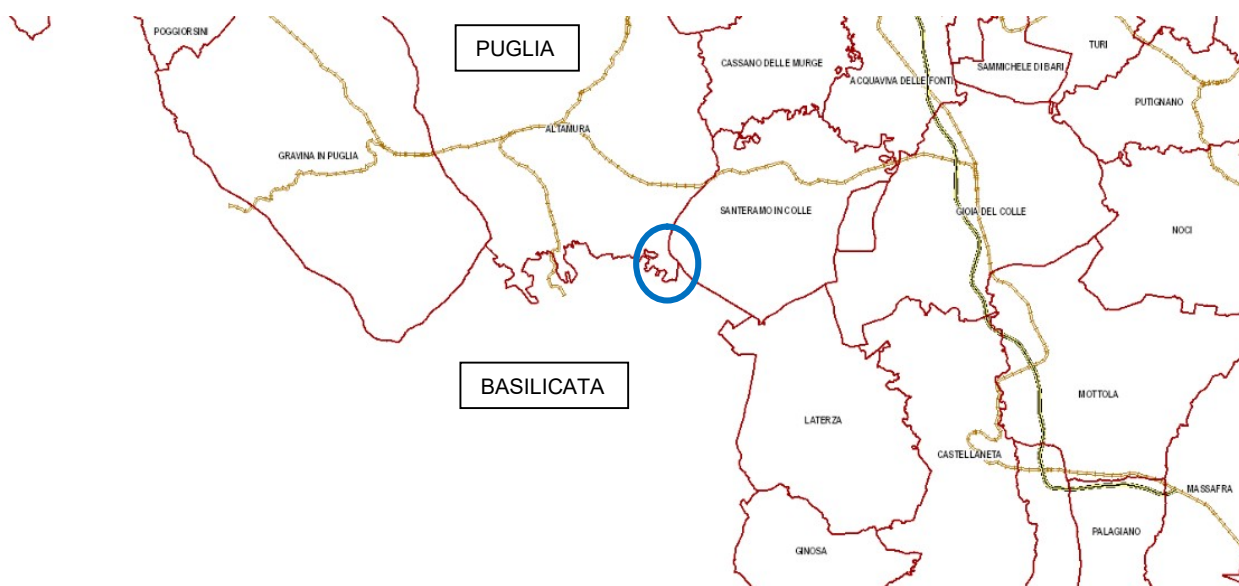 POGGIORSINI
PUGLIA
TURI
CASSANO DELLE MURGE
SAMMICHELE DI BARI
ACQUAVIVA DELLE FONTI
PUTIGNANO
ALTAMURA
GRAVINA IN PUGLIA
SANTERAMO IN COLLE
GIOIA DEL COLLE
NOCI
BASILICATA
MOTTOLA
LATERZA
CASTELLANETA
MASSAFRA
PALAGIANO
GINOSA